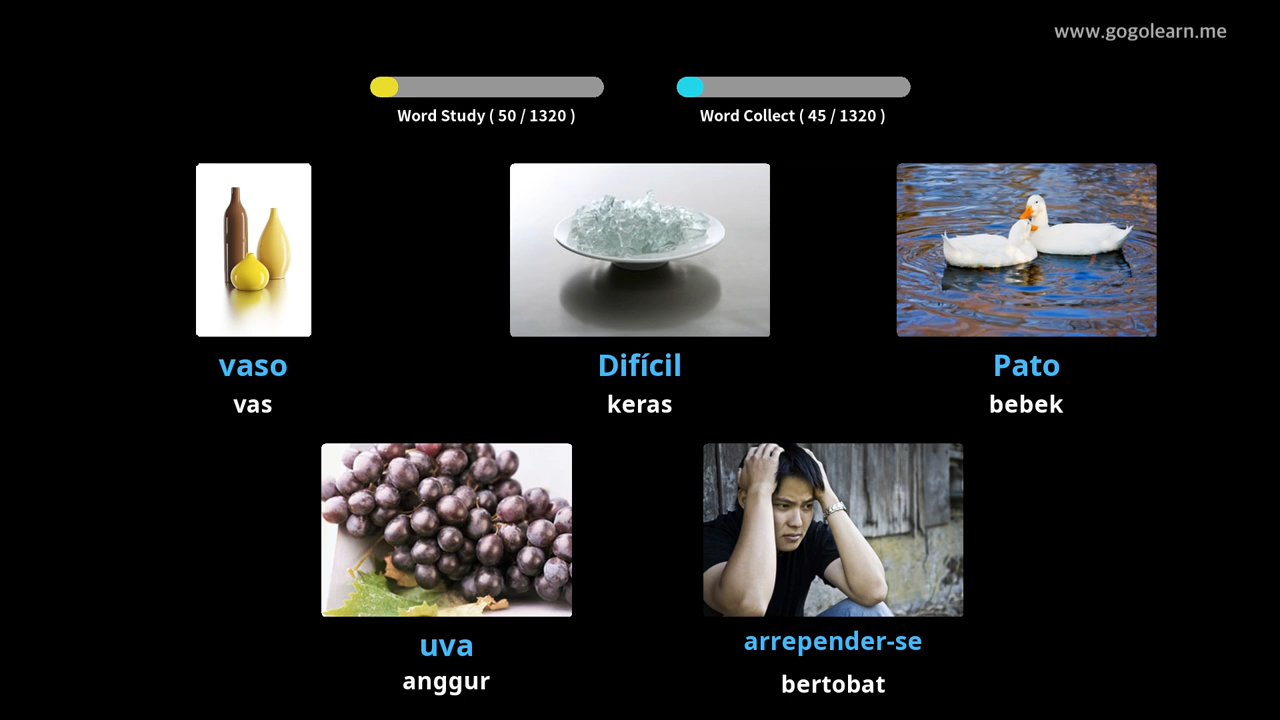 www.gogolearn.me
Word Study ( 50 / 1320 )
Word Collect ( 45 / 1320 )
vaso
vas
Difícil
keras
Pato
bebek
uva
anggur
arrepender-se
bertobat